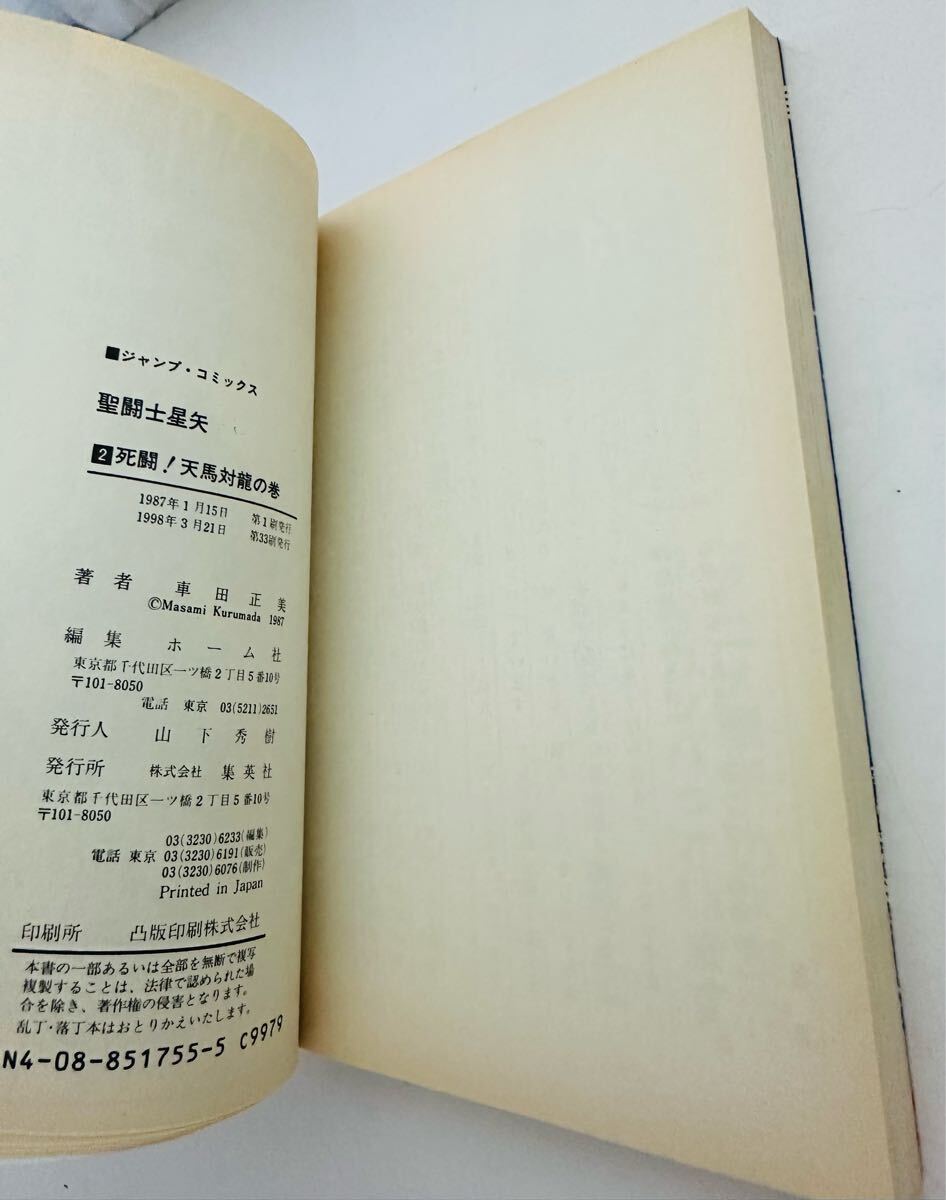 ■ジャンプ・コミックス
聖闘士星矢
2 死闘！天馬対龍の巻
1987年1月15日 第1刷発行
1998年3月21日 第33刷発行
著者 車田正美
©Masami Kurumada 1987
編集 ホーム社
東京都千代田区一ツ橋2丁目5番10号
〒101-8050
電話 東京 03(5211)2651
発行人 山下秀樹
発行所 株式会社 集英社
東京都千代田区一ツ橋2丁目5番10号
〒101-8050
03(3230)6233(編集)
電話 東京 03(3230)6191(販売)
03(3230)6076(制作)
Printed in Japan
印刷所 凸版印刷株式会社
本書の一部あるいは全部を無断で複写
複製することは、法律で認められた場
合を除き、著作権の侵害となります。
乱丁・落丁本はおとりかえいたします。
N4-08-851755-5 C9979